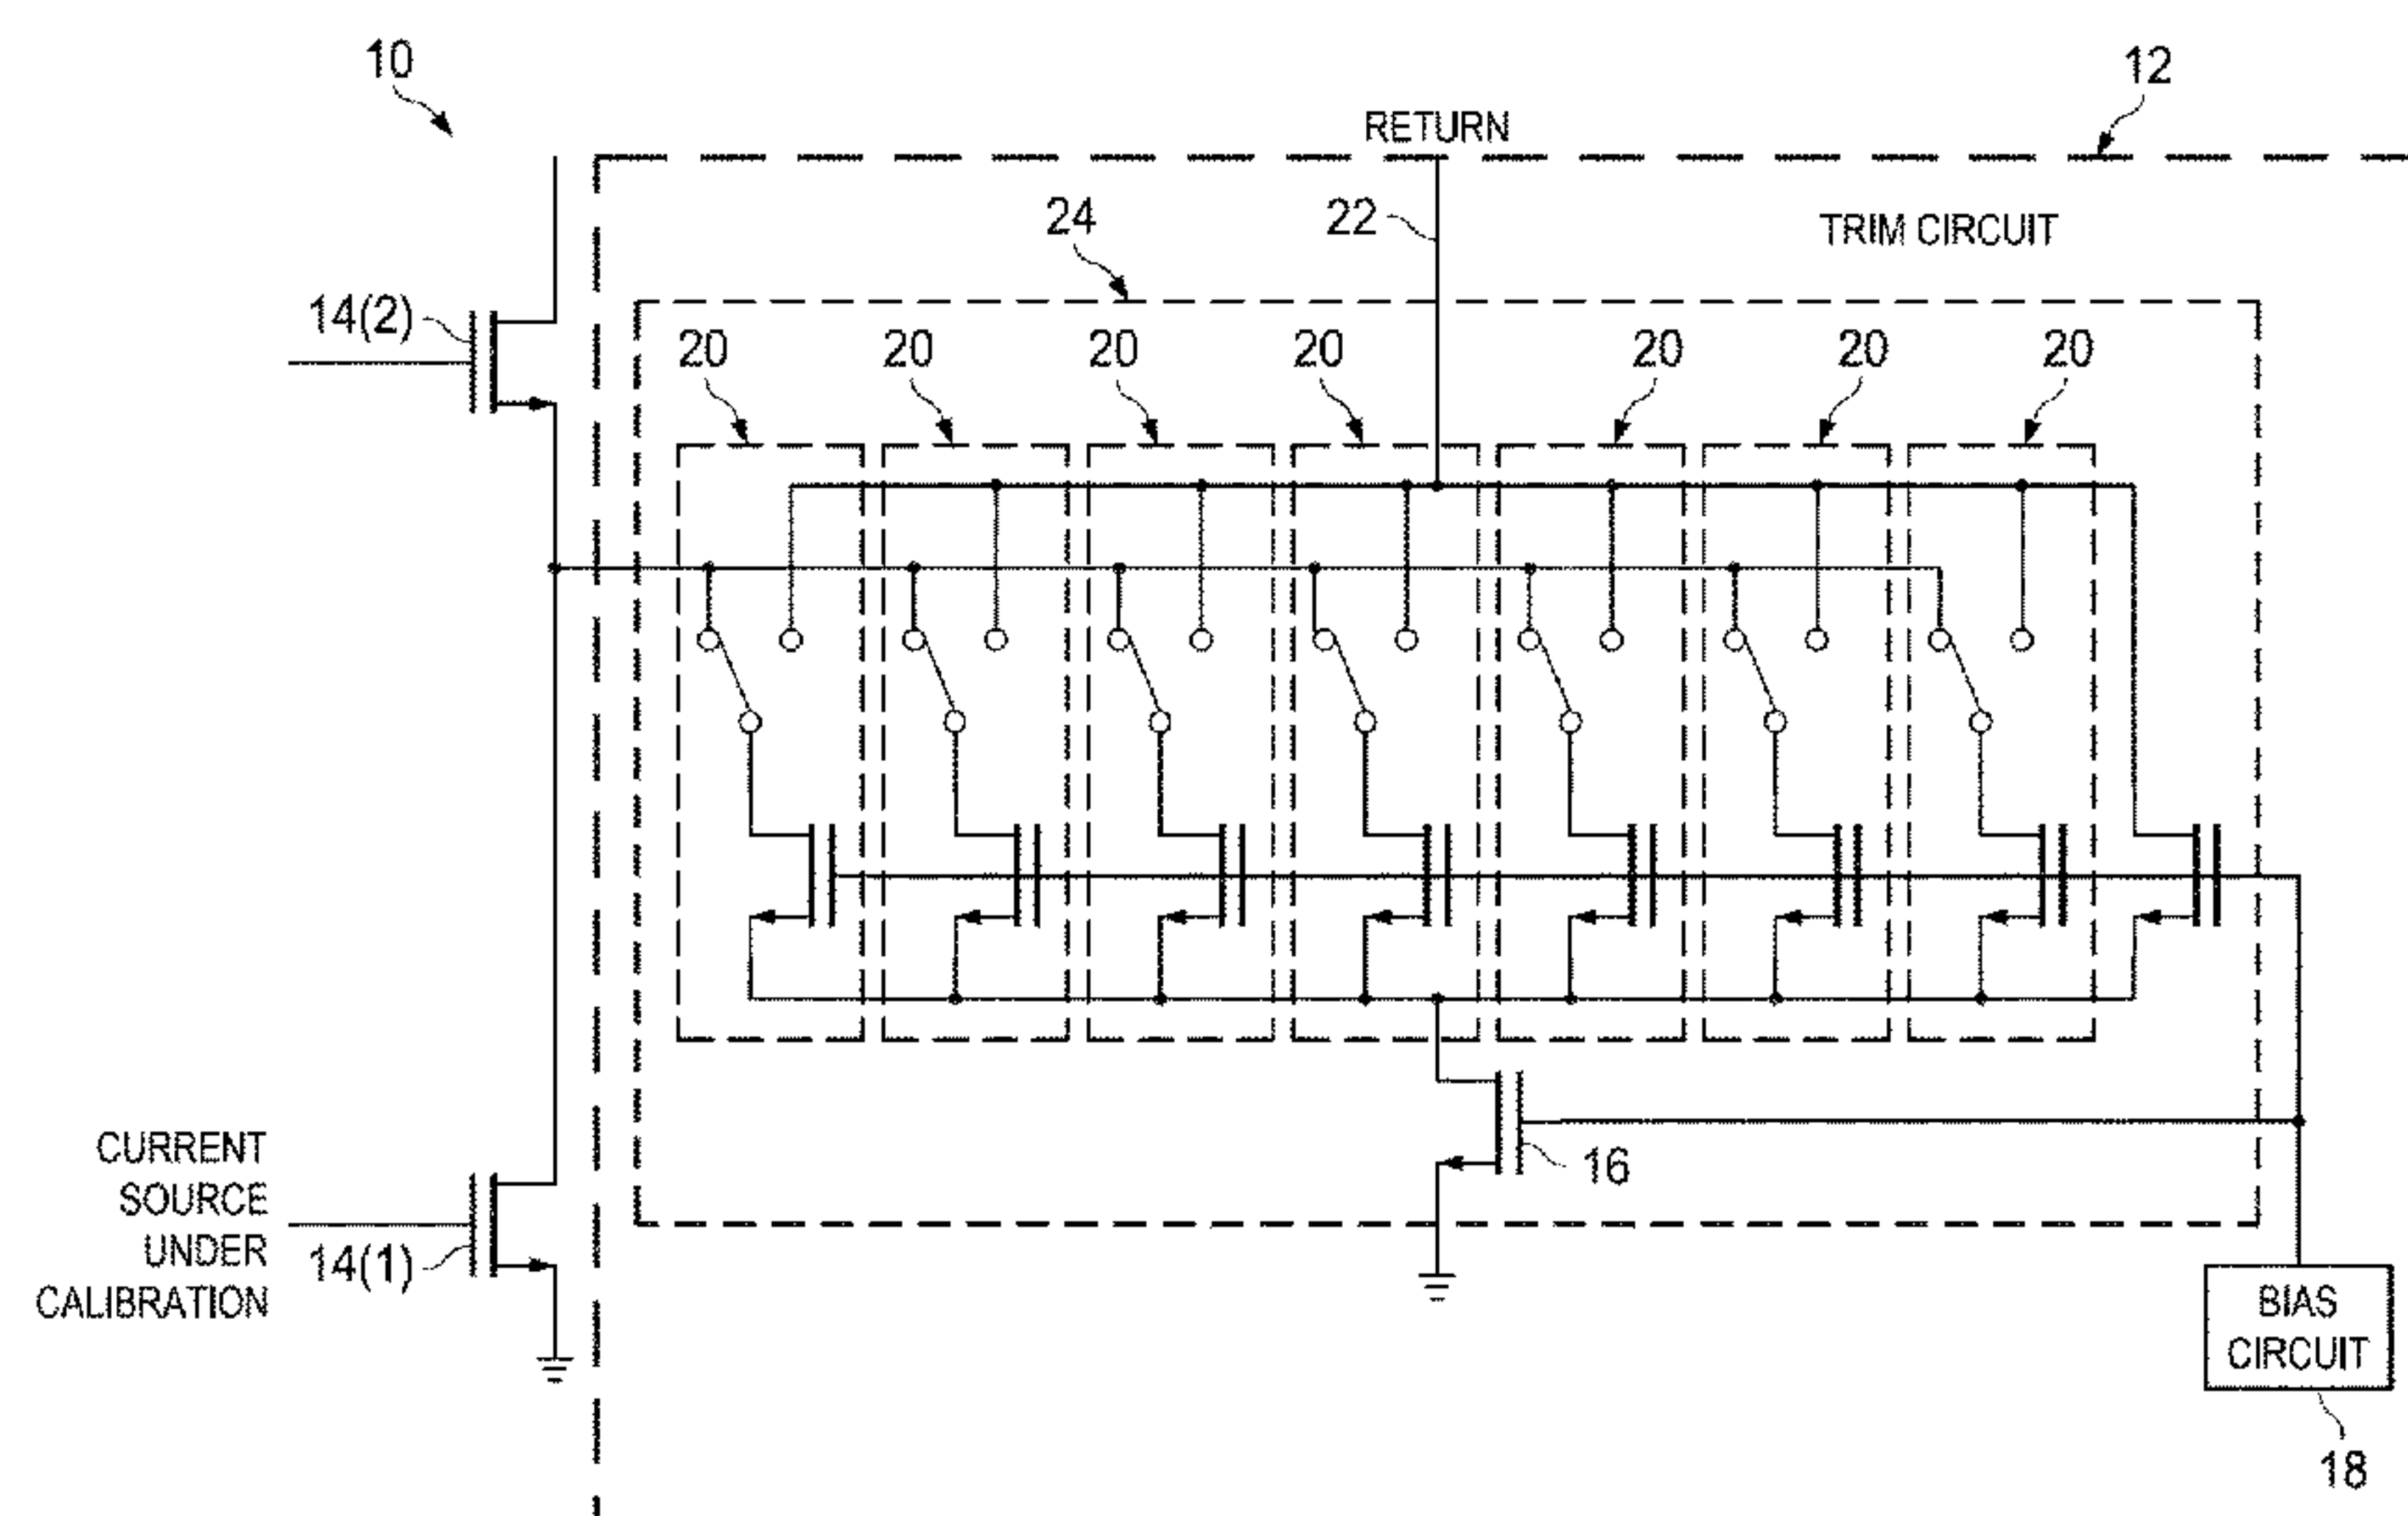 10
12
RETURN
24
22
TRIM CIRCUIT
14(2)
20
20
20
20
20
20
20
CURRENT
SOURCE
UNDER
CALIBRATION
14(1)
16
BIAS
CIRCUIT
18